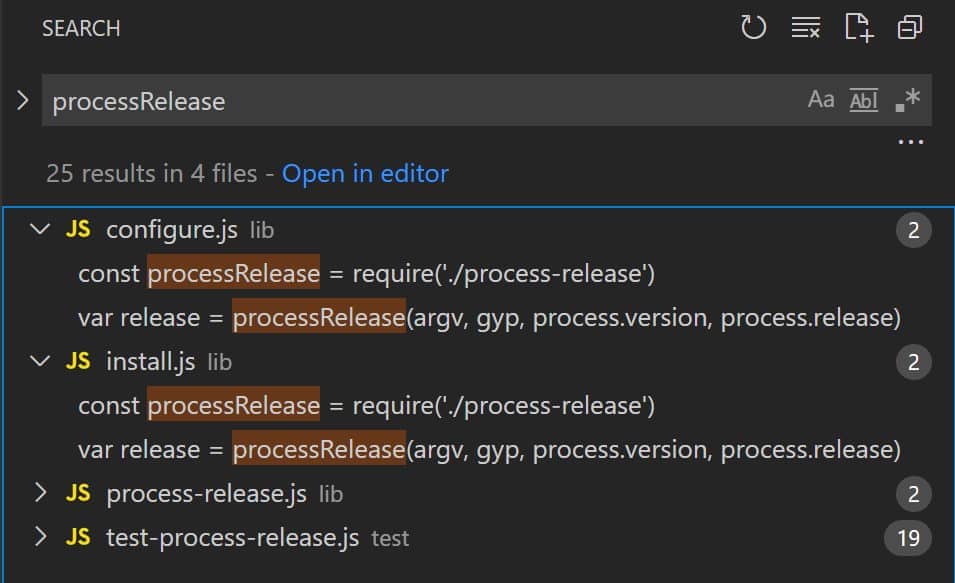 SEARCH
processRelease Aa Abl .*
...
25 results in 4 files - Open in editor
JS configure.js lib 2
const processRelease = require('./process-release')
var release = processRelease(argv, gyp, process.version, process.release)
JS install.js lib 2
const processRelease = require('./process-release')
var release = processRelease(argv, gyp, process.version, process.release)
JS process-release.js lib 2
JS test-process-release.js test 19